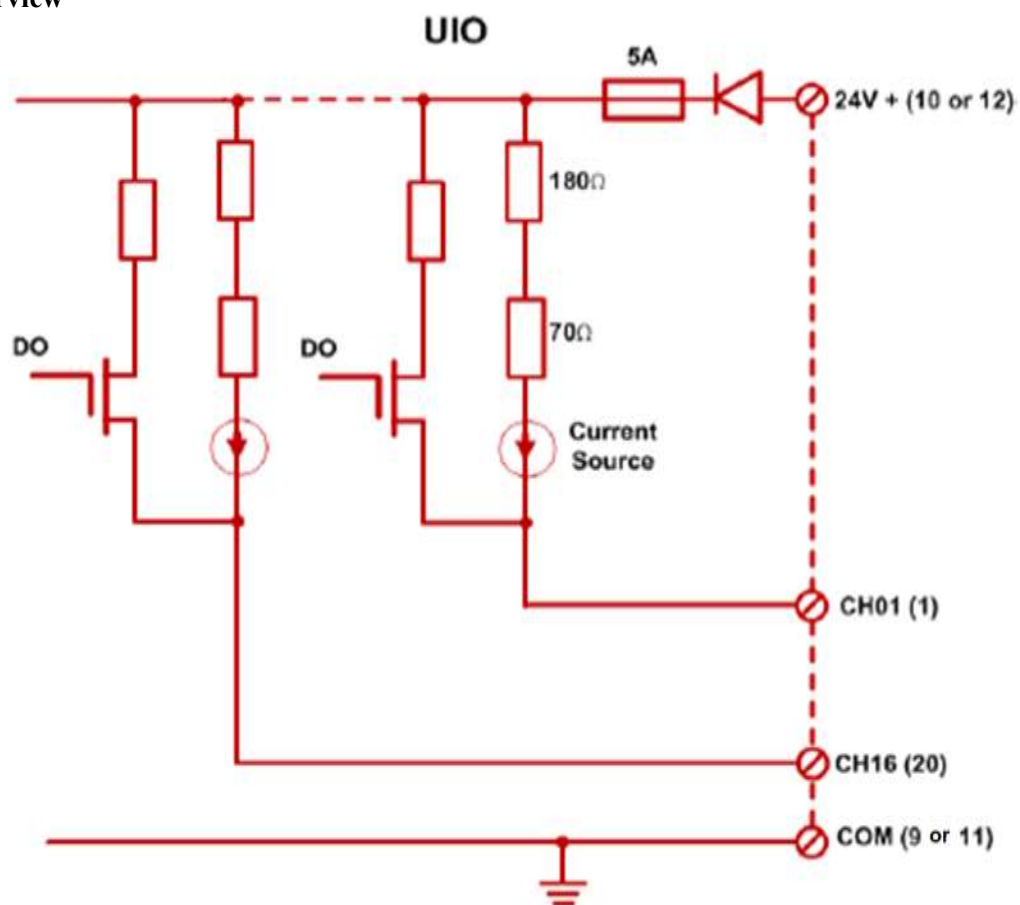 UIO
5A
24V + (10 or 12)
180Ω
70Ω
DO
DO
Current
Source
CH01 (1)
CH16 (20)
COM (9 or 11)